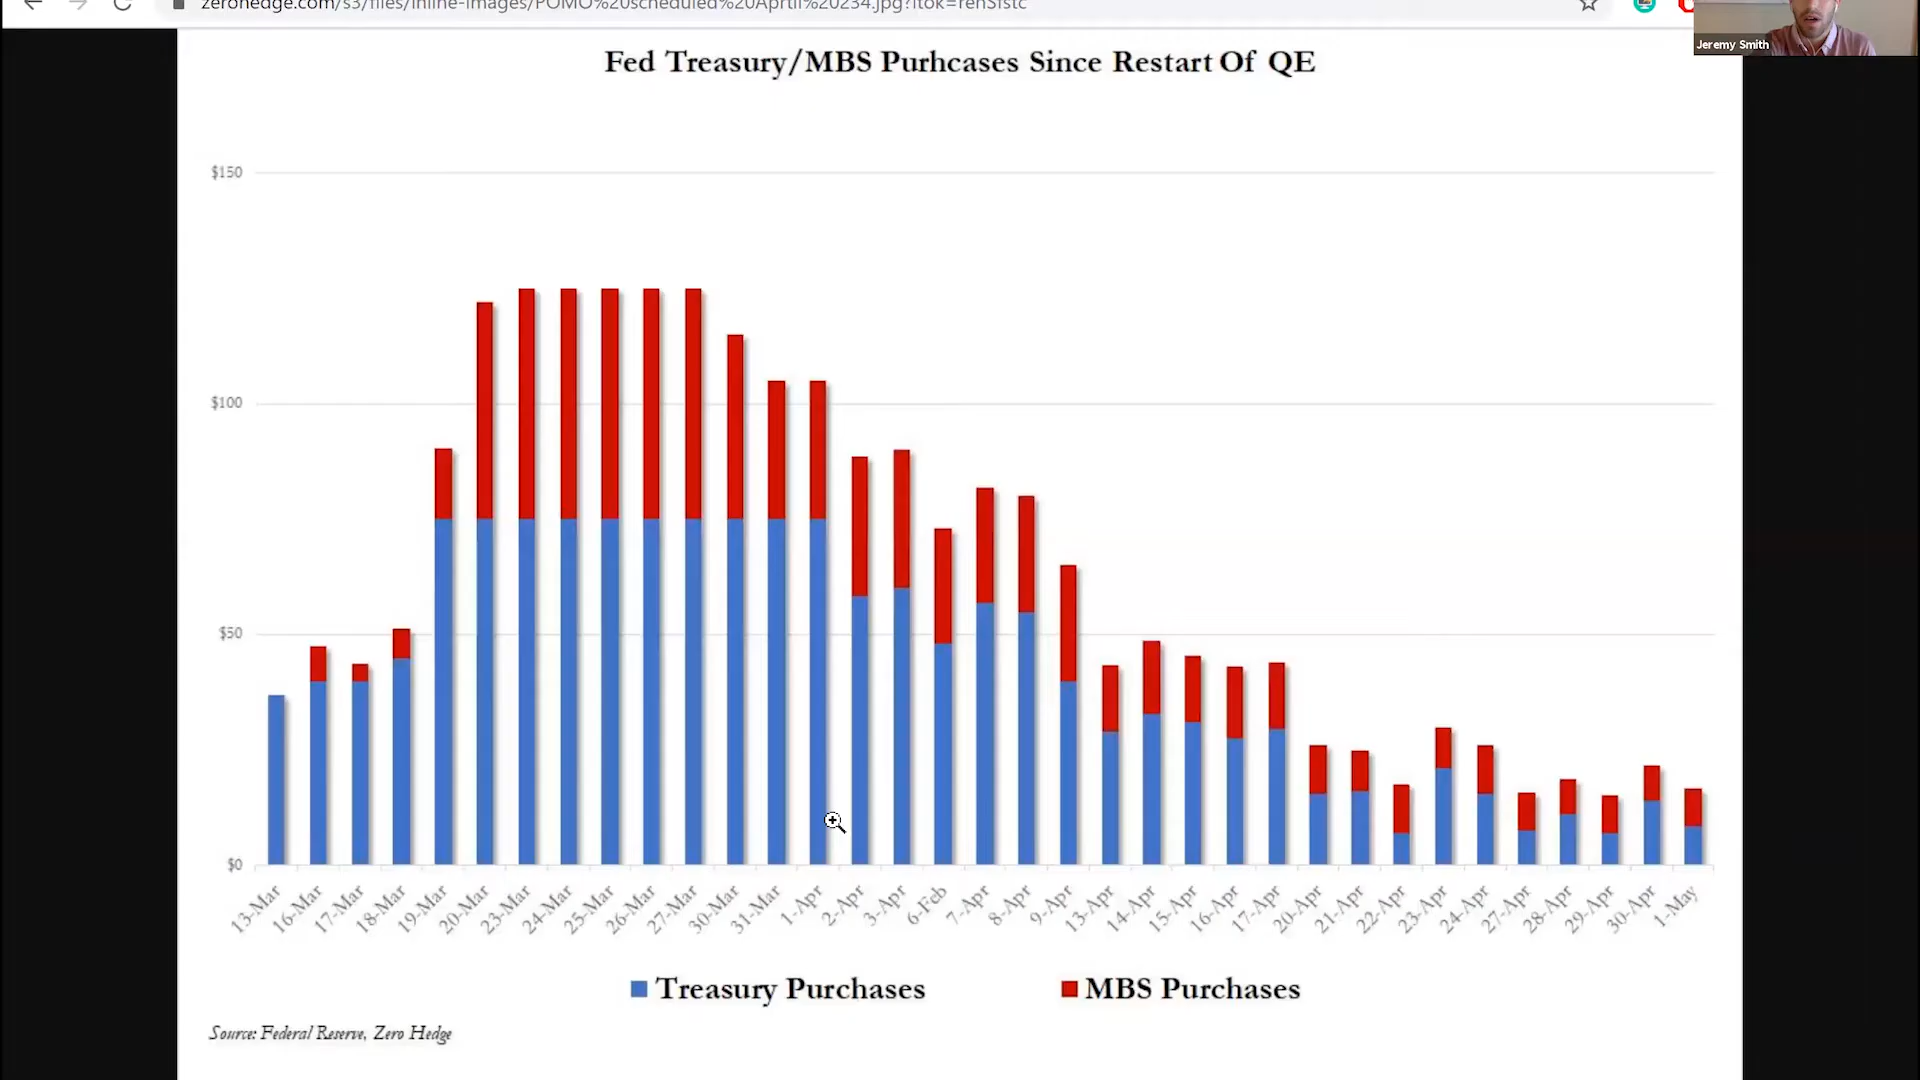 zerohedge.com/s3/files/inline-images/POMO%20scheduled%20Aprtil%20234.jpg?itok=
Jeremy Smith
Fed Treasury/MBS Purhcases Since Restart Of QE
$150
$100
$50
$0
13-Mar
16-Mar
17-Mar
18-Mar
19-Mar
20-Mar
23-Mar
24-Mar
25-Mar
26-Mar
27-Mar
30-Mar
31-Mar
1-Apr
2-Apr
3-Apr
6-Feb
7-Apr
8-Apr
9-Apr
13-Apr
14-Apr
15-Apr
16-Apr
17-Apr
20-Apr
21-Apr
22-Apr
23-Apr
24-Apr
27-Apr
28-Apr
29-Apr
30-Apr
1-May
Treasury Purchases
MBS Purchases
Source: Federal Reserve, Zero Hedge